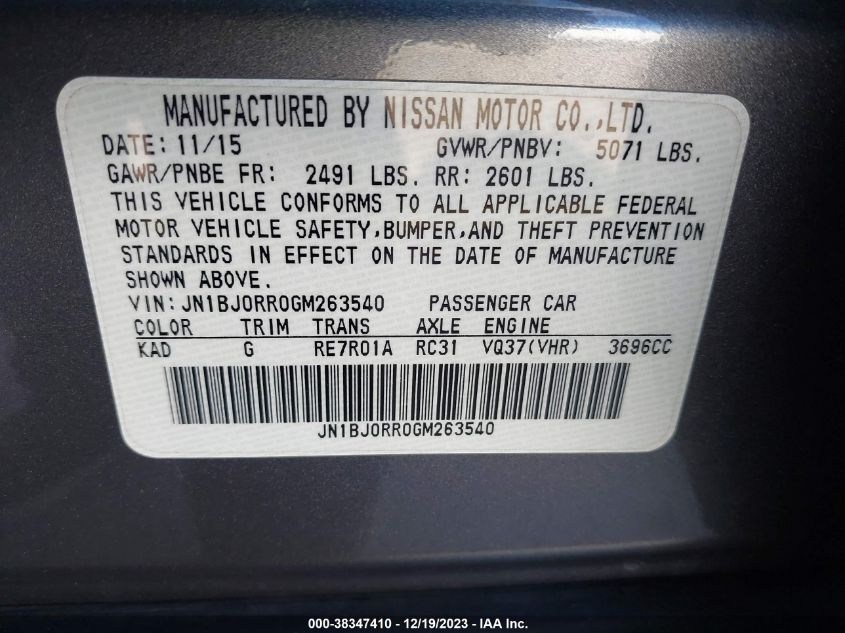 MANUFACTURED BY NISSAN MOTOR CO.,LTD.
DATE: 11/15 GVWR/PNBV: 5071 LBS.
GAWR/PNBE FR: 2491 LBS. RR: 2601 LBS.
THIS VEHICLE CONFORMS TO ALL APPLICABLE FEDERAL
MOTOR VEHICLE SAFETY,BUMPER,AND THEFT PREVENTION
STANDARDS IN EFFECT ON THE DATE OF MANUFACTURE
SHOWN ABOVE.
VIN: JN1BJ0RR0GM263540 PASSENGER CAR
COLOR TRIM TRANS AXLE ENGINE
KAD G RE7R01A RC31 VQ37(VHR) 3696CC
JN1BJ0RR0GM263540
000-38347410 - 12/19/2023 - IAA Inc.